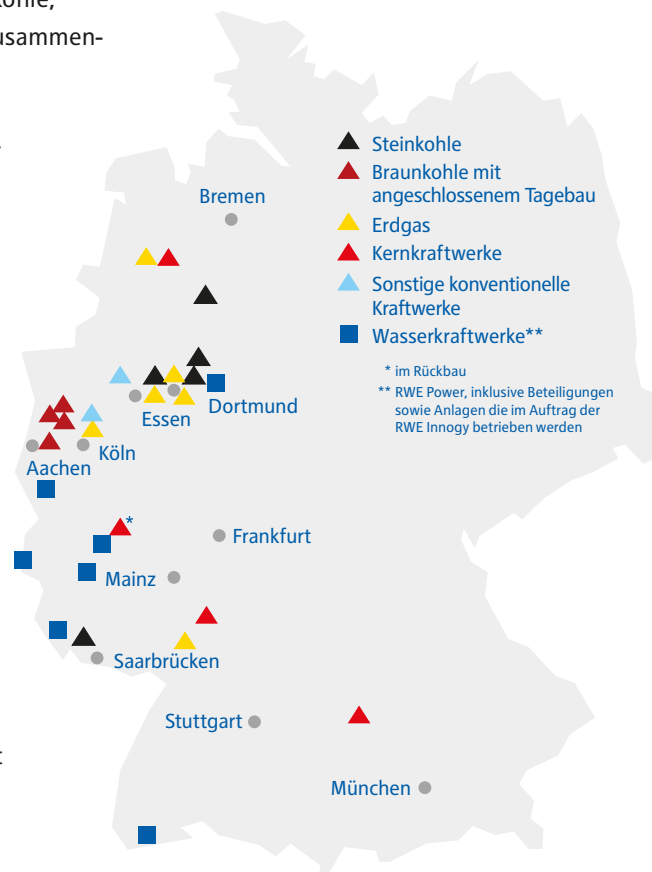 usammen-
Steinkohle
Braunkohle mit
angeschlossenem Tagebau
Erdgas
Kernkraftwerke
Sonstige konventionelle
Kraftwerke
Wasserkraftwerke**
* im Rückbau
** RWE Power, inklusive Beteiligungen
sowie Anlagen die im Auftrag der
RWE Innogy betrieben werden
Bremen
Dortmund
Essen
Köln
Aachen
*
Frankfurt
Mainz
Saarbrücken
Stuttgart
München